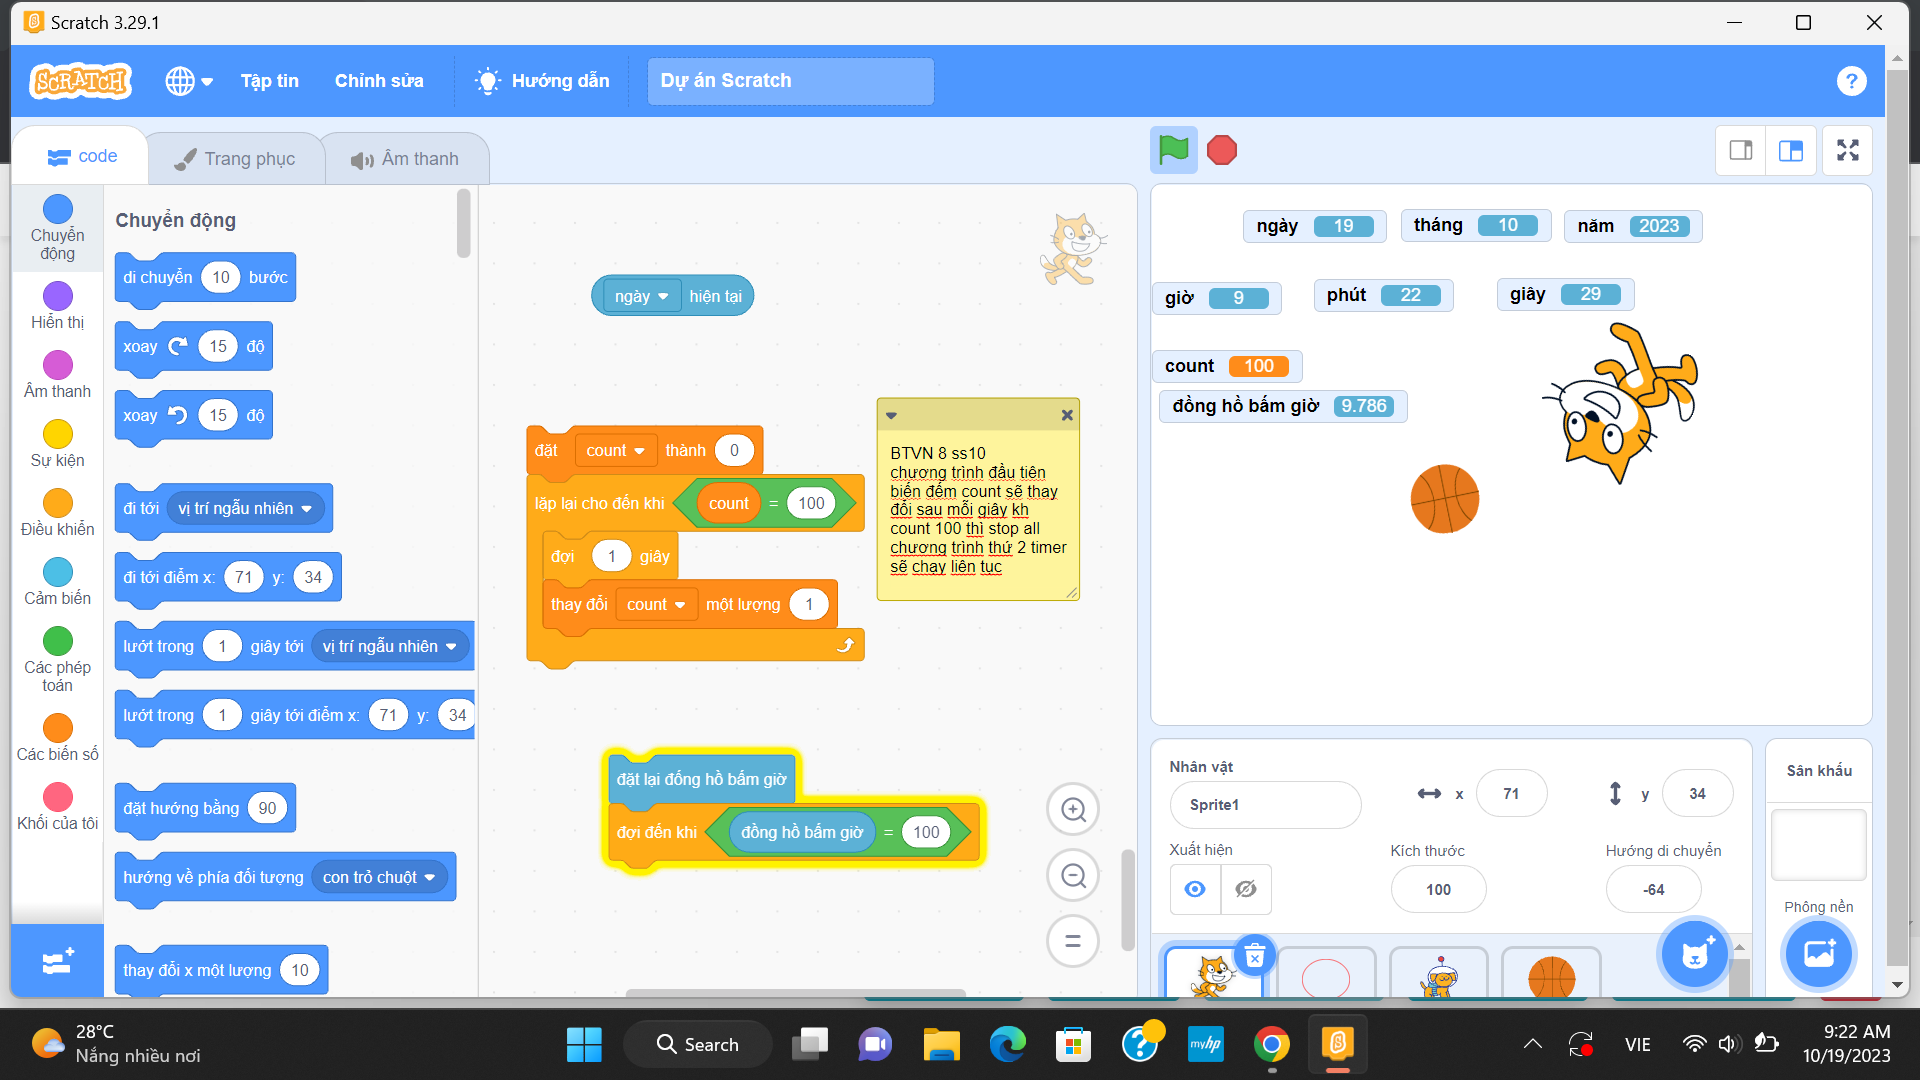 Scratch 3.29.1
SCRATCH
Tập tin
Chỉnh sửa
Hướng dẫn
Dự án Scratch
?
code
Trang phục
Âm thanh
Chuyển động
Hiển thị
Âm thanh
Sự kiện
Điều khiển
Cảm biến
Các phép toán
Các biến số
Khối của tôi
Chuyển động
di chuyển 10 bước
xoay 15 độ
xoay 15 độ
đi tới vị trí ngẫu nhiên
đi tới điểm x: 71 y: 34
lướt trong 1 giây tới vị trí ngẫu nhiên
lướt trong 1 giây tới điểm x: 71 y: 34
đặt hướng bằng 90
hướng về phía đối tượng con trỏ chuột
thay đổi x một lượng 10
ngày hiện tại
đặt count thành 0
lặp lại cho đến khi count = 100
đợi 1 giây
thay đổi count một lượng 1
BTVN 8 ss10
chương trình đầu tiên
biến đếm count sẽ thay
đổi sau mỗi giây kh
count 100 thì stop all
chương trình thứ 2 timer
sẽ chạy liên tục
đặt lại đồng hồ bấm giờ
đợi đến khi đồng hồ bấm giờ = 100
ngày 19
tháng 10
năm 2023
giờ 9
phút 22
giây 29
count 100
đồng hồ bấm giờ 9.786
Nhân vật
Sprite1
x 71
y 34
Xuất hiện
Kích thước
100
Hướng di chuyển
-64
Sân khấu
Phông nền
28°C
Nắng nhiều nơi
Search
myhp
VIE
9:22 AM
10/19/2023